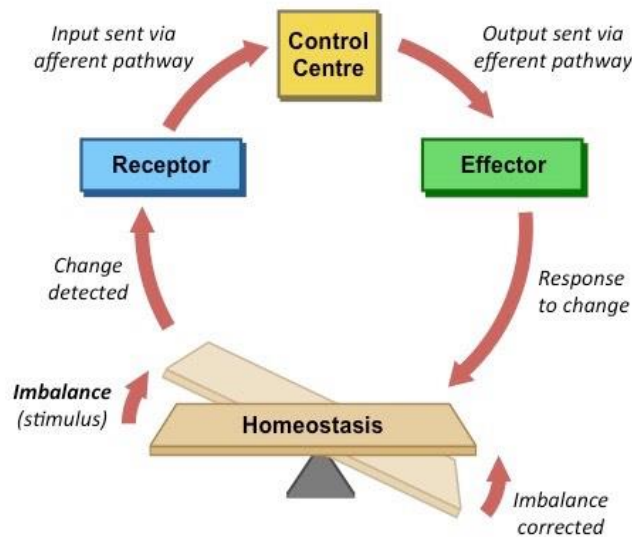 Input sent via
afferent pathway
Control
Centre
Output sent via
efferent pathway
Receptor
Effector
Change
detected
Response
to change
Imbalance
(stimulus)
Homeostasis
Imbalance
corrected